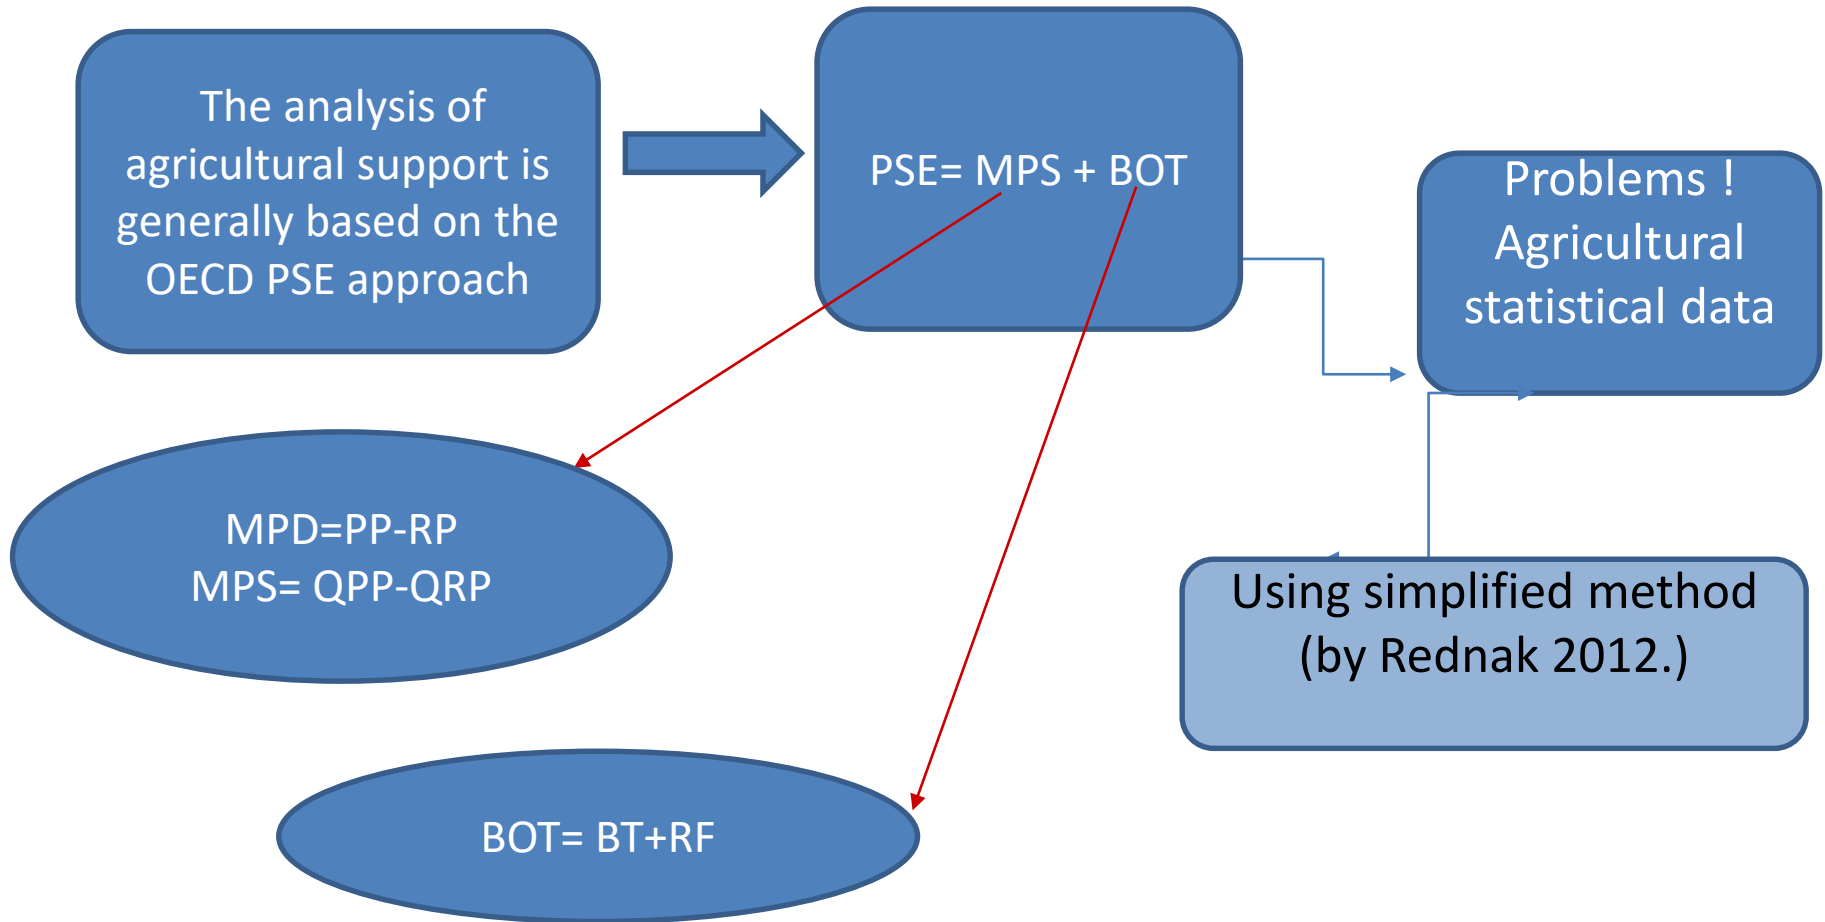 The analysis of
agricultural support is
generally based on the
OECD PSE approach
PSE= MPS + BOT
Problems !
Agricultural
statistical data
MPD=PP-RP
MPS= QPP-QRP
Using simplified method
(by Rednak 2012.)
BOT= BT+RF